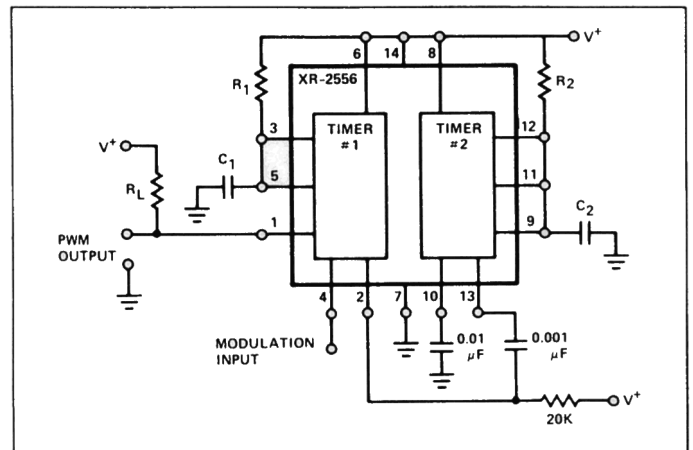 V+
6
14
8
XR-2556
R1
R2
TIMER
#1
TIMER
#2
3
12
V+
C1
5
11
RL
1
9
C2
PWM
OUTPUT
4
2
7
10
13
MODULATION
INPUT
0.01
μF
0.001
μF
20K
V+